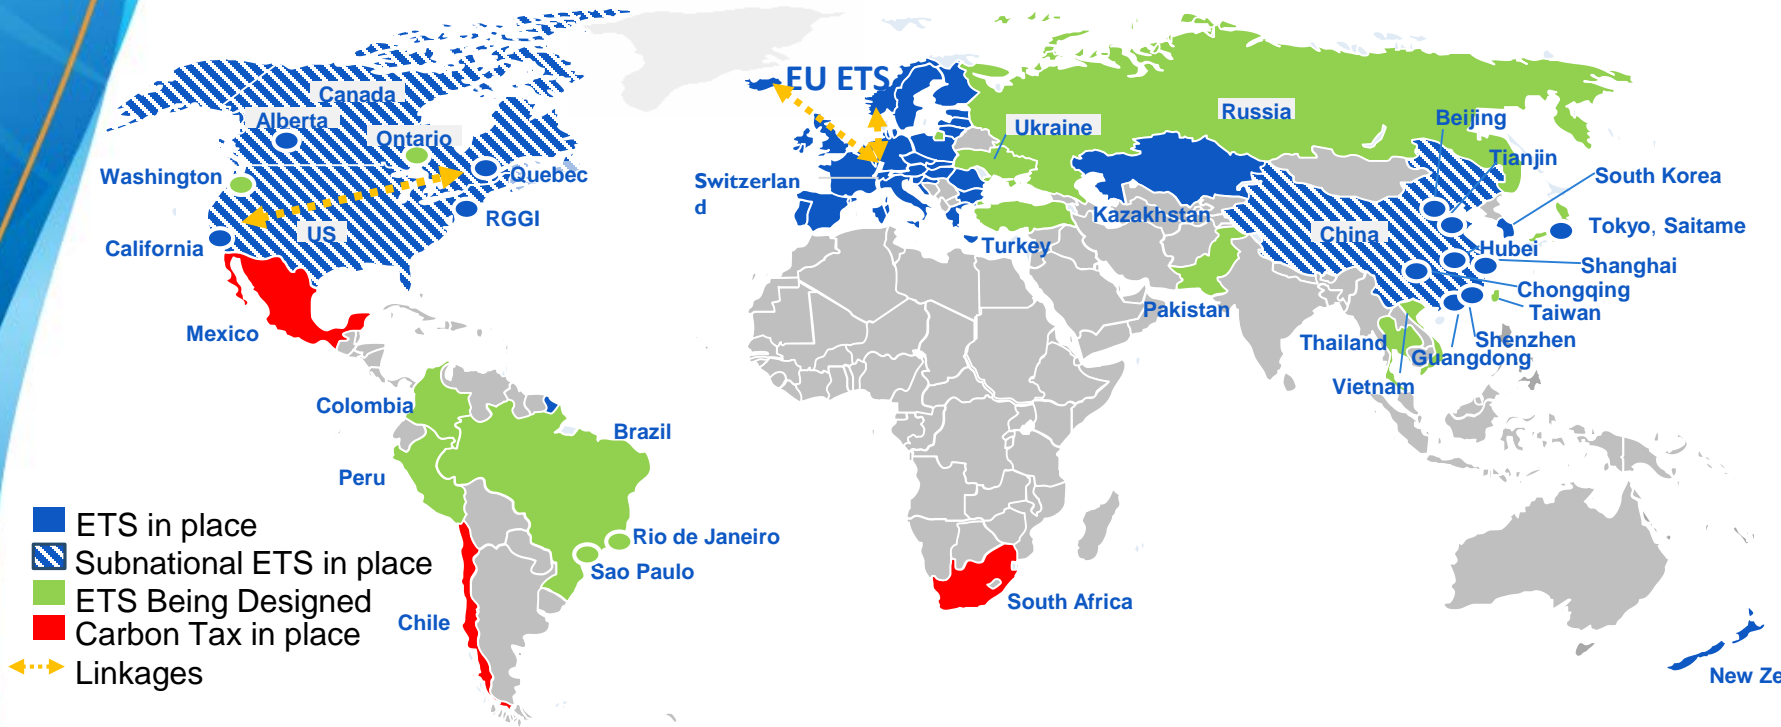 EU ETS
Canada
Alberta
Ontario
Washington
Quebec
RGGI
US
California
Mexico
Switzerlan
d
Ukraine
Russia
Beijing
Tianjin
South Korea
Kazakhstan
Turkey
China
Tokyo, Saitame
Hubei
Shanghai
Chongqing
Taiwan
Pakistan
Thailand
Shenzhen
Guangdong
Vietnam
Colombia
Brazil
Peru
Rio de Janeiro
Sao Paulo
Chile
South Africa
New Ze
ETS in place
Subnational ETS in place
ETS Being Designed
Carbon Tax in place
Linkages